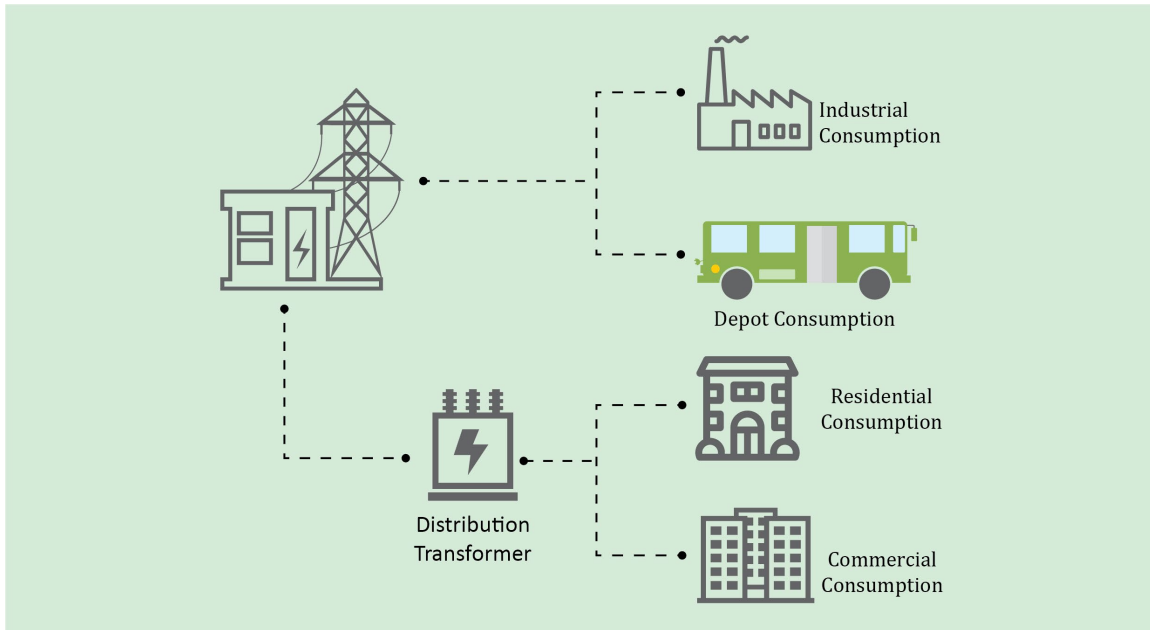 Industrial
Consumption
Depot Consumption
Residential
Consumption
Distribution
Transformer
Commercial
Consumption